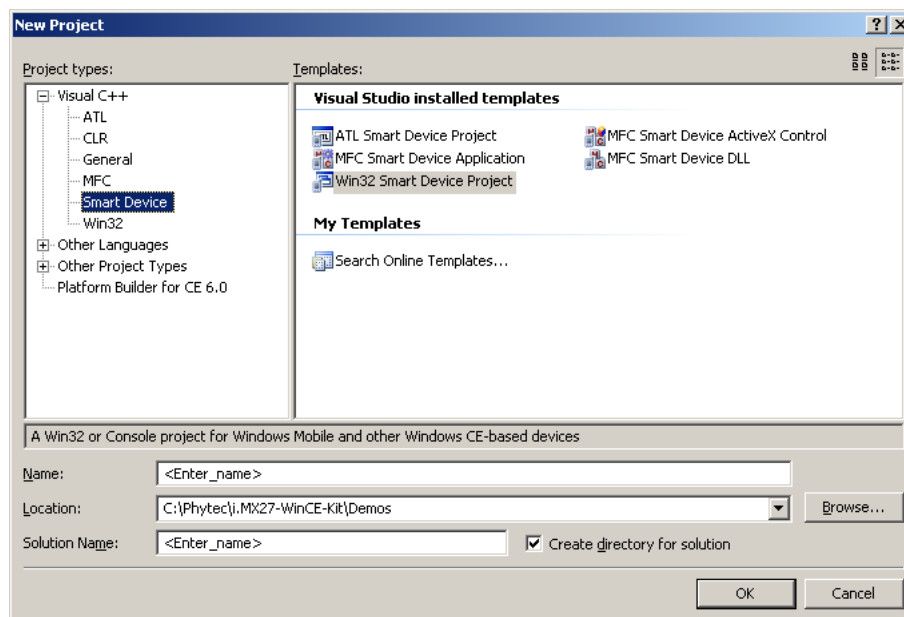 New Project
Project types:
Templates:
Visual C++
ATL
CLR
General
MFC
Smart Device
Win32
Other Languages
Other Project Types
Platform Builder for CE 6.0
Visual Studio installed templates
ATL Smart Device Project
MFC Smart Device ActiveX Control
MFC Smart Device Application
MFC Smart Device DLL
Win32 Smart Device Project
My Templates
Search Online Templates...
A Win32 or Console project for Windows Mobile and other Windows CE-based devices
Name:
<Enter_name>
Location:
C:\Phytec\i.MX27-WinCE-Kit\Demos
Browse...
Solution Name:
<Enter_name>
Create directory for solution
OK
Cancel